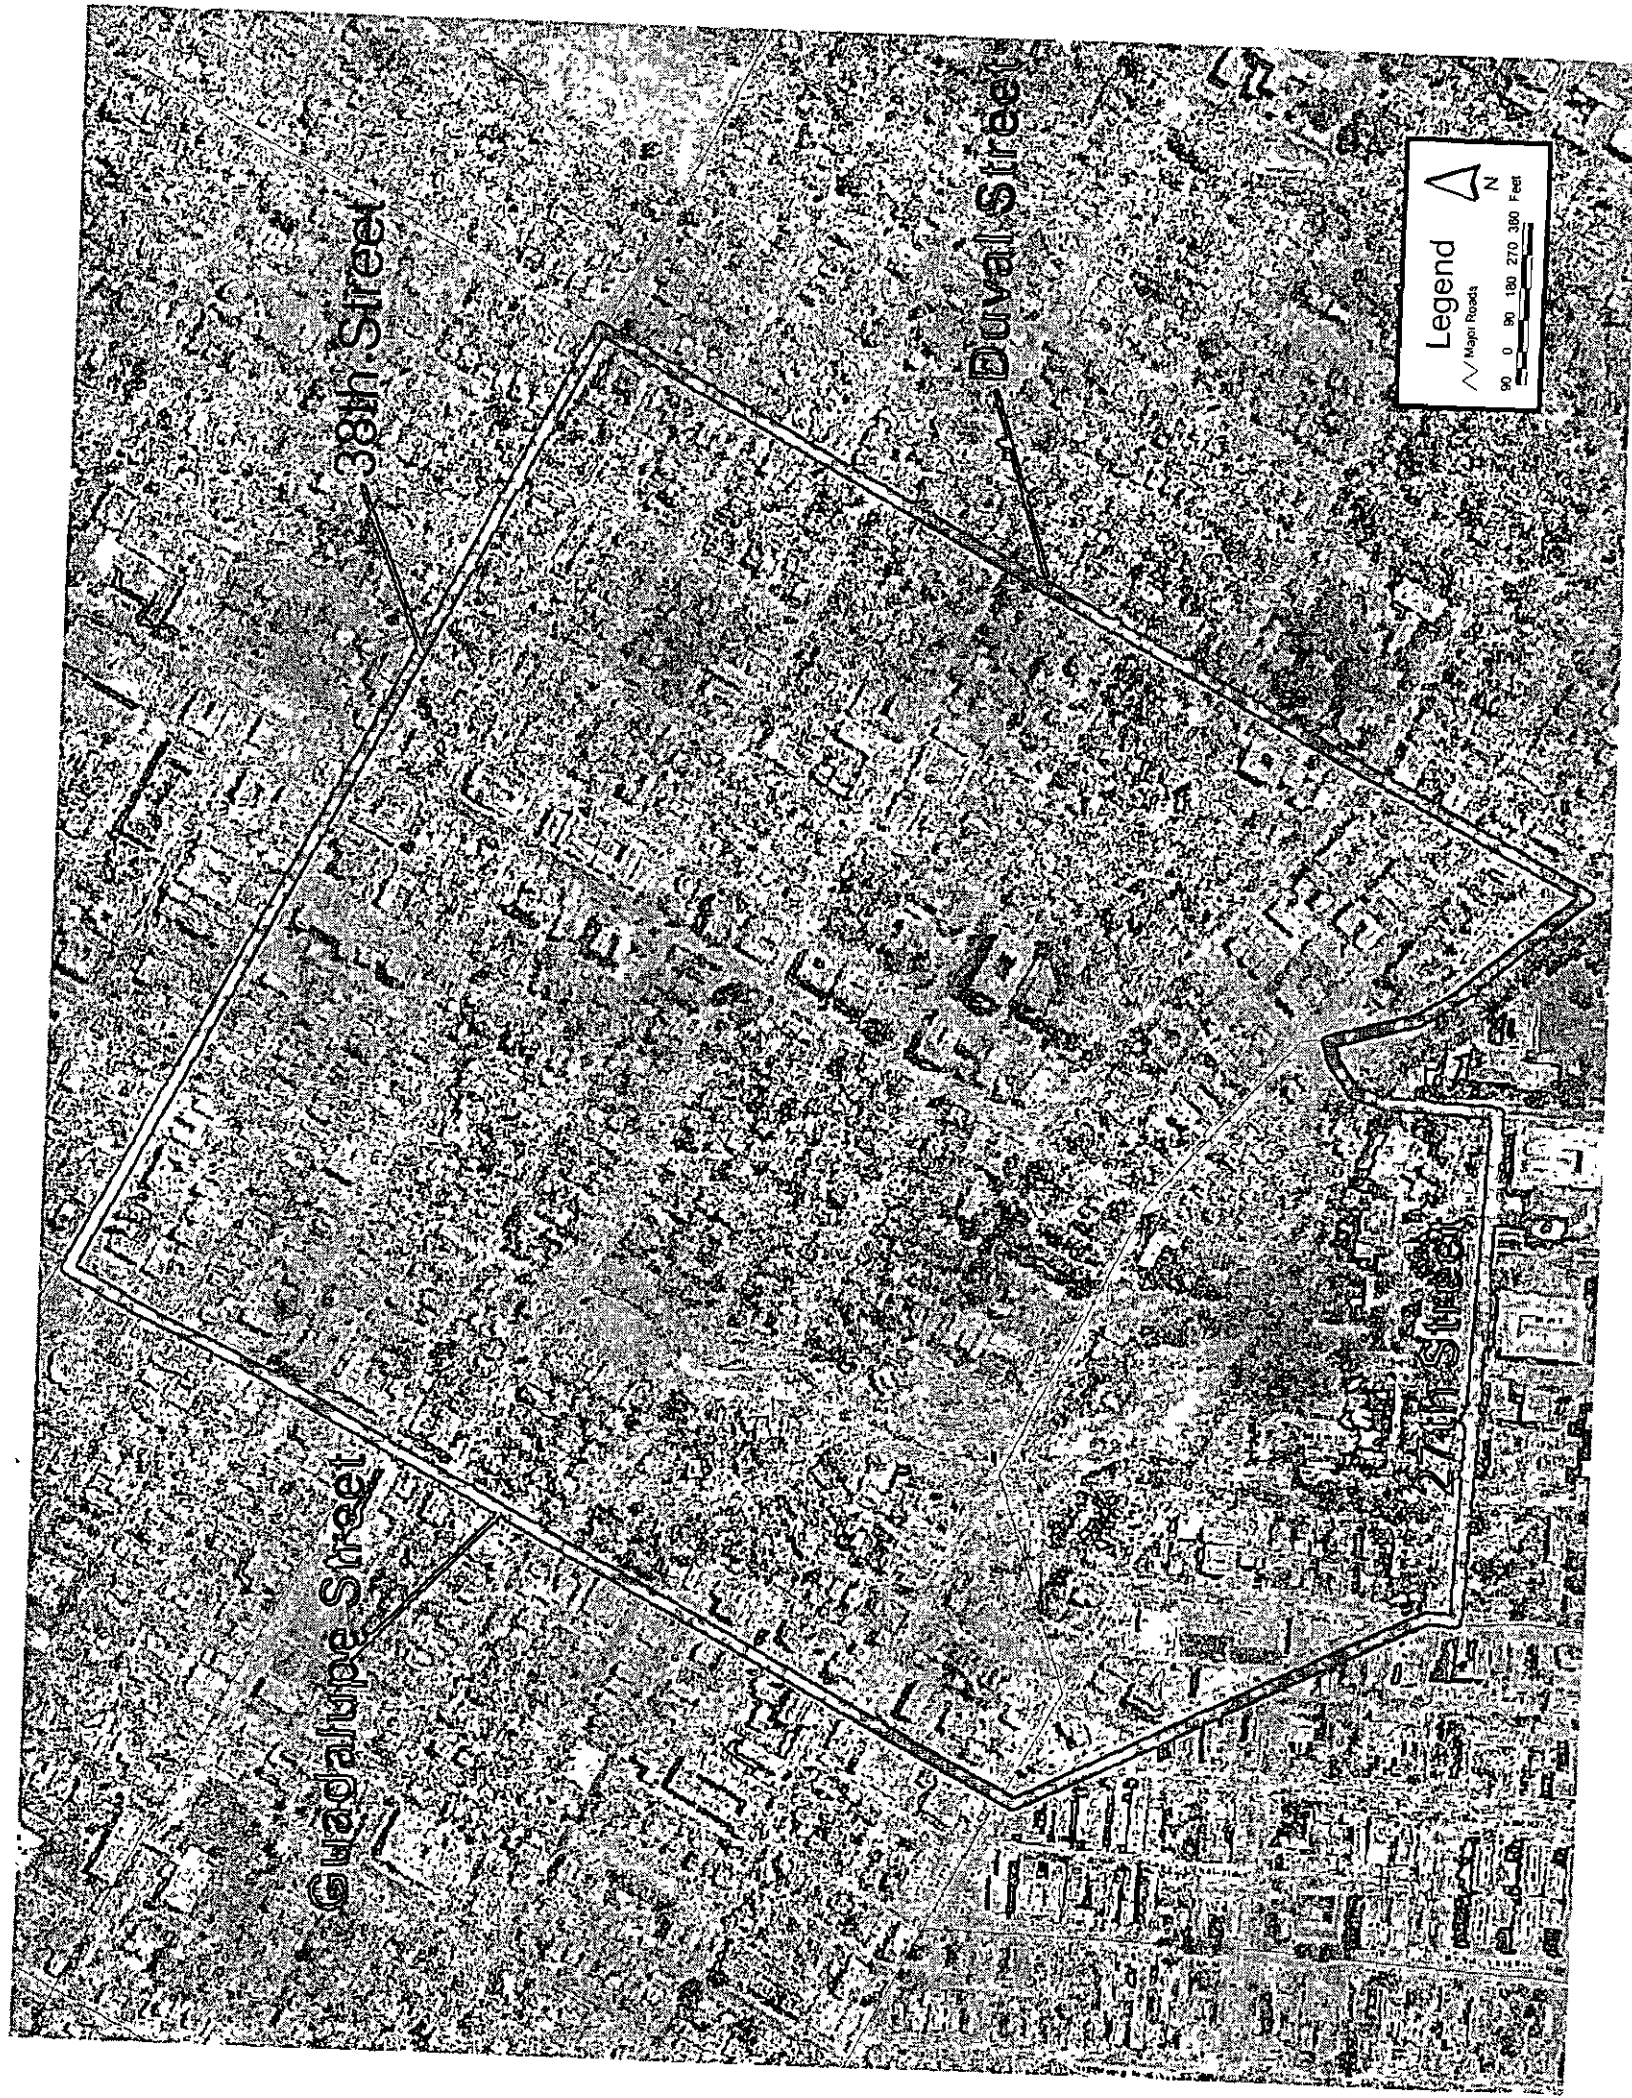 38th Street
Guadalupe Street
Duval Street
27th Street
Legend
Major Roads
90 0 90 180 270 360 Feet
N